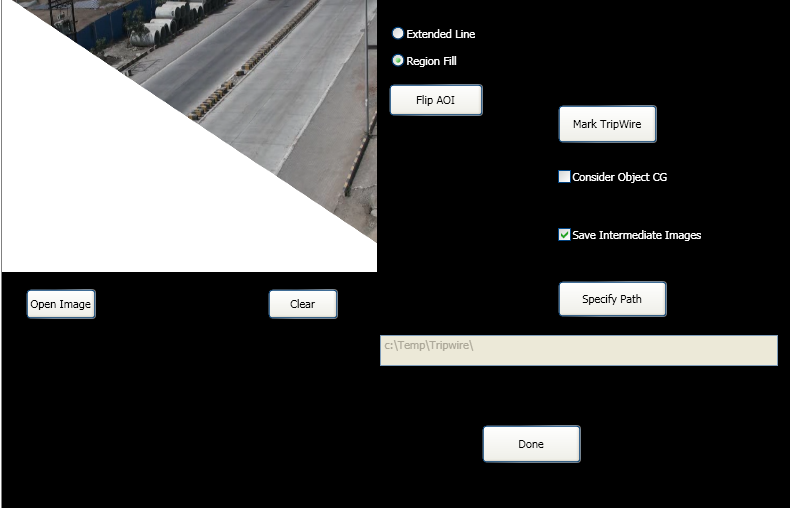 Extended Line
Region Fill
Flip AOI
Mark TripWire
Consider Object CG
Save Intermediate Images
Open Image
Clear
Specify Path
c:\Temp\Tripwire\
Done